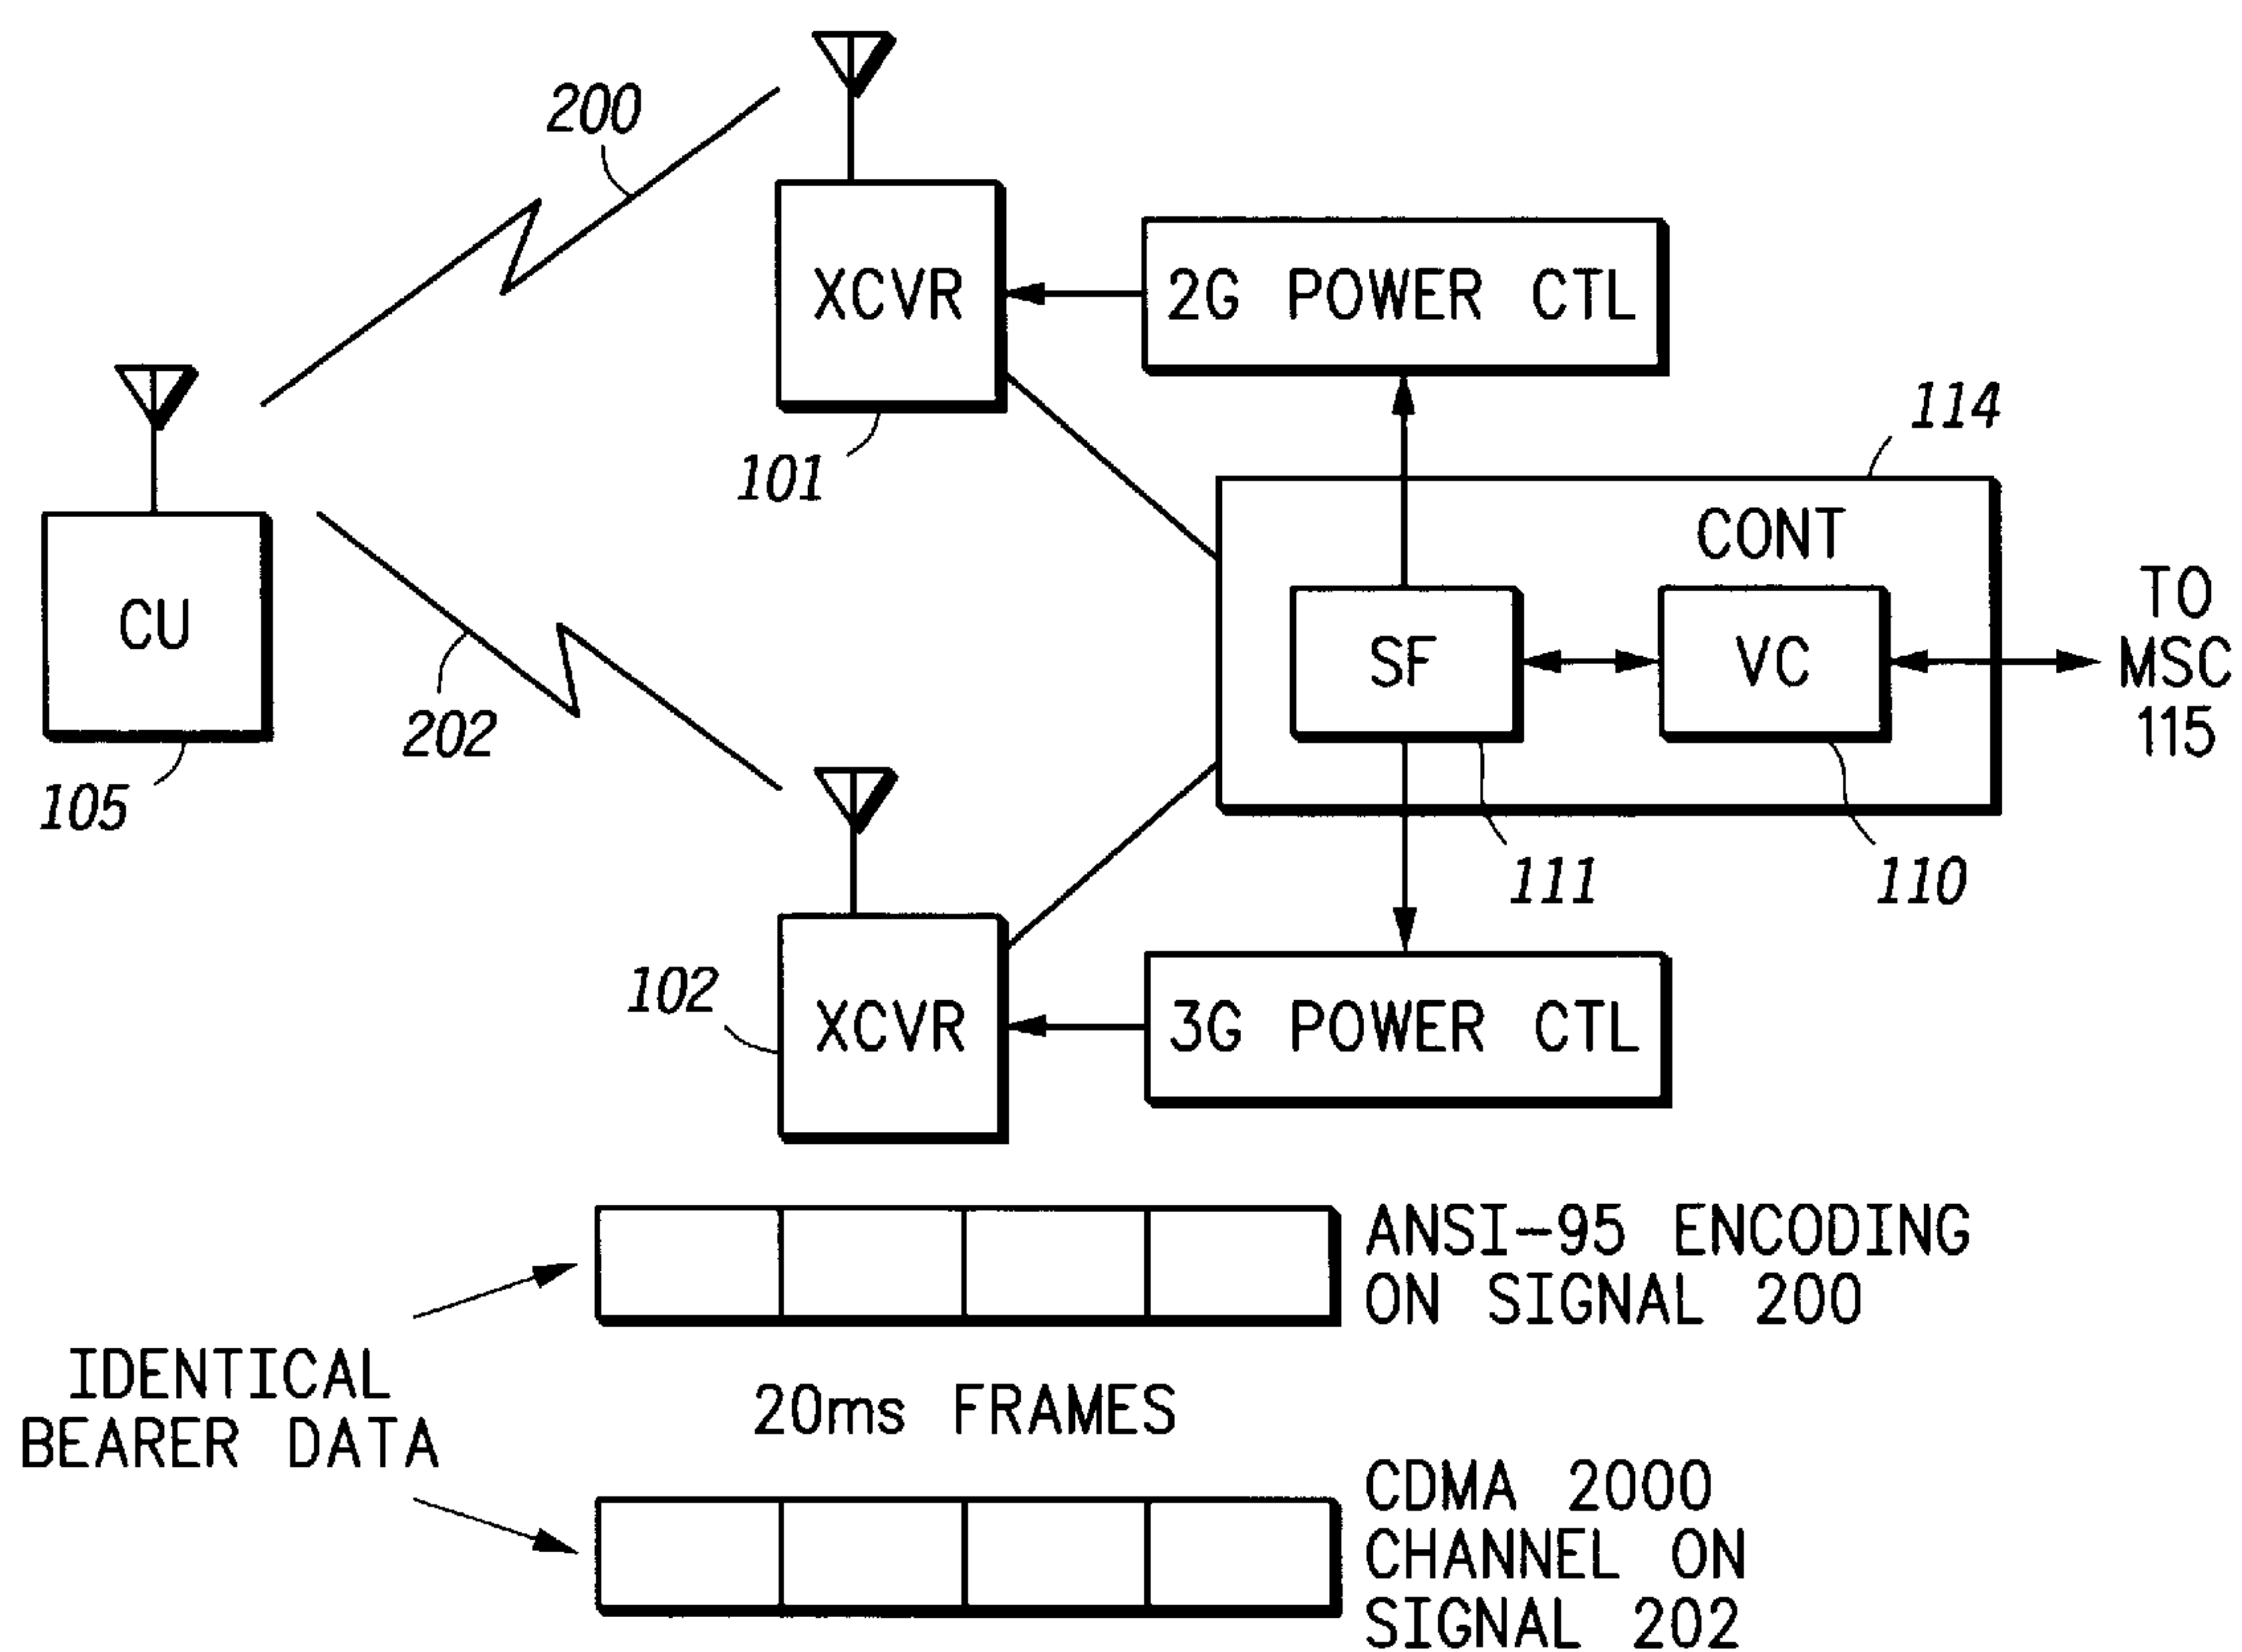 200
XCVR
2G POWER CTL
101
114
CONT
CU
SF
VC
TO
MSC
115
202
105
111
110
102
XCVR
3G POWER CTL
ANSI-95 ENCODING
ON SIGNAL 200
IDENTICAL
BEARER DATA
20ms FRAMES
CDMA 2000
CHANNEL ON
SIGNAL 202